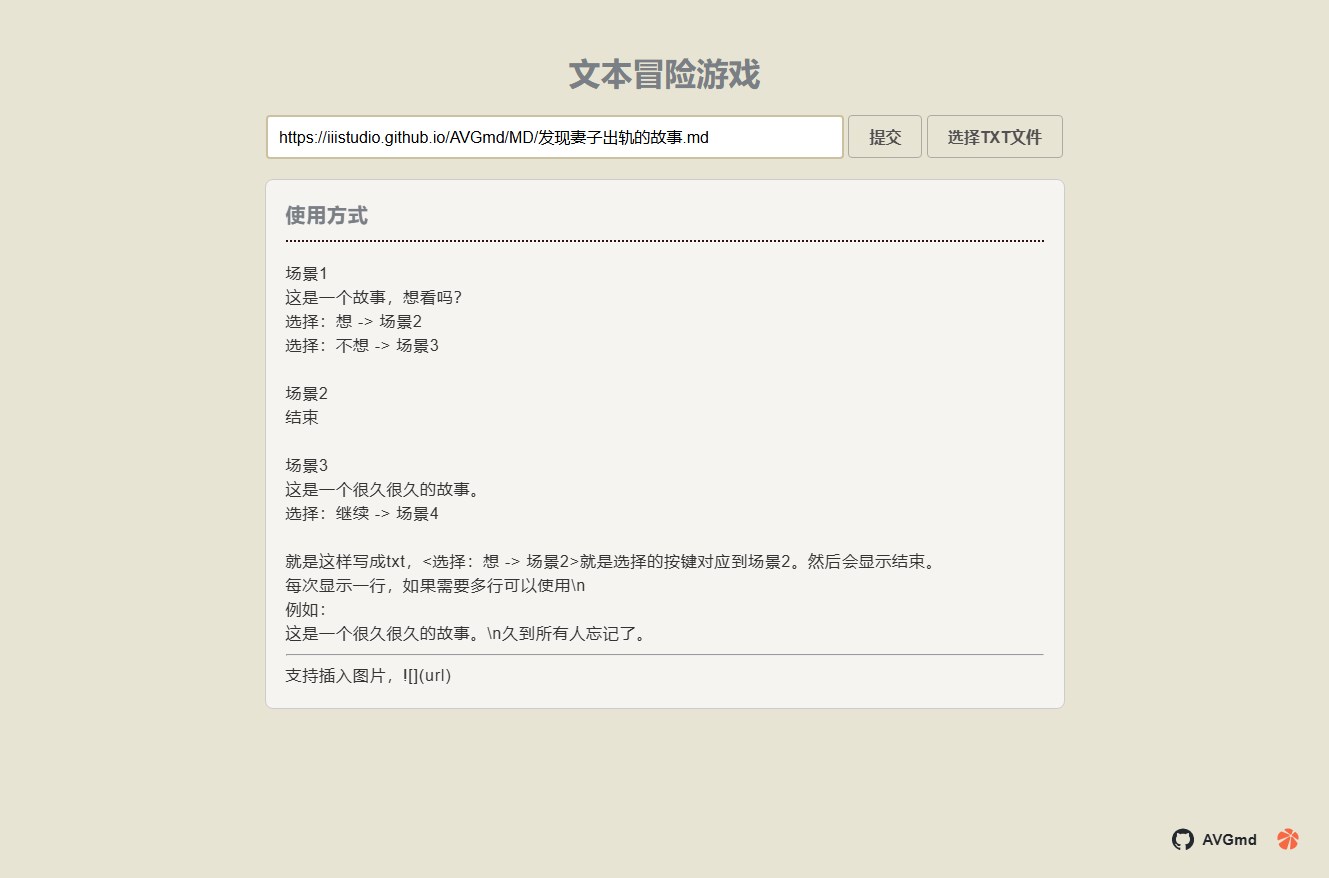 文本冒险游戏
https://iiistudio.github.io/AVGmd/MD/发现妻子出轨的故事.md 提交 选择TXT文件
使用方式
场景1
这是一个故事，想看吗？
选择：想 -> 场景2
选择：不想 -> 场景3
场景2
结束
场景3
这是一个很久很久的故事。
选择：继续 -> 场景4
就是这样写成txt，<选择：想 -> 场景2>就是选择的按键对应到场景2。然后会显示结束。
每次显示一行，如果需要多行可以使用\n
例如：
这是一个很久很久的故事。\n久到所有人忘记了。
支持插入图片，![](url)
AVGmd